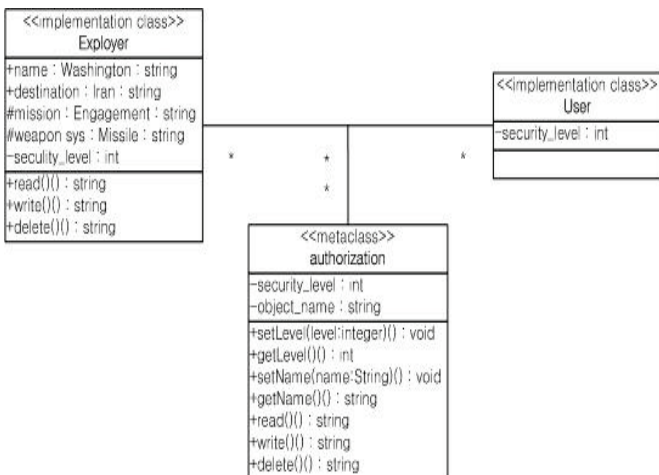 <<implementation class>>
Exployer
+name : Washington : string
+destination : Iran : string
#mission : Engagement : string
#weapon sys : Missile : string
-seculity_level : int
+read()() : string
+write()() : string
+delete()() : string
<<implementation class>>
User
-security_level : int
* * *
*
<<metaclass>>
authorization
-security_level : int
-object_name : string
+setLevel(level:integer)() : void
+getLevel()() : int
+setName(name:String)() : void
+getName()() : string
+read()() : string
+write()() : string
+delete()() : string